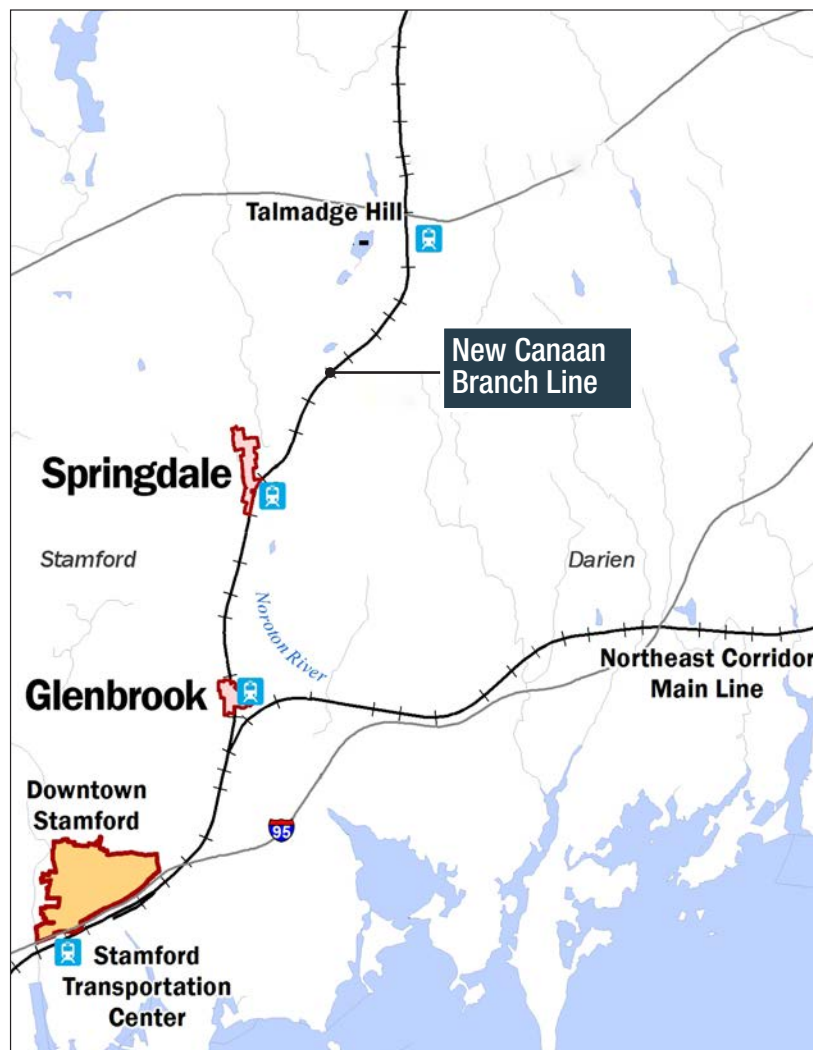 Talmadge Hill
New Canaan
Branch Line
Springdale
Stamford
Darien
Noroton River
Northeast Corridor
Main Line
Glenbrook
Downtown
Stamford
95
Stamford
Transportation
Center